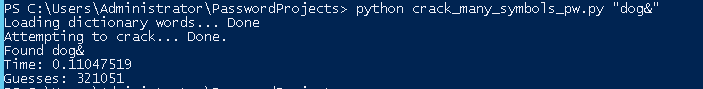 PS C:\Users\Administrator\PasswordProjects> python crack_many_symbols_pw.py "dog&"
Loading dictionary words... Done
Attempting to crack... Done.
Found dog&
Time: 0.11047519
Guesses: 321051